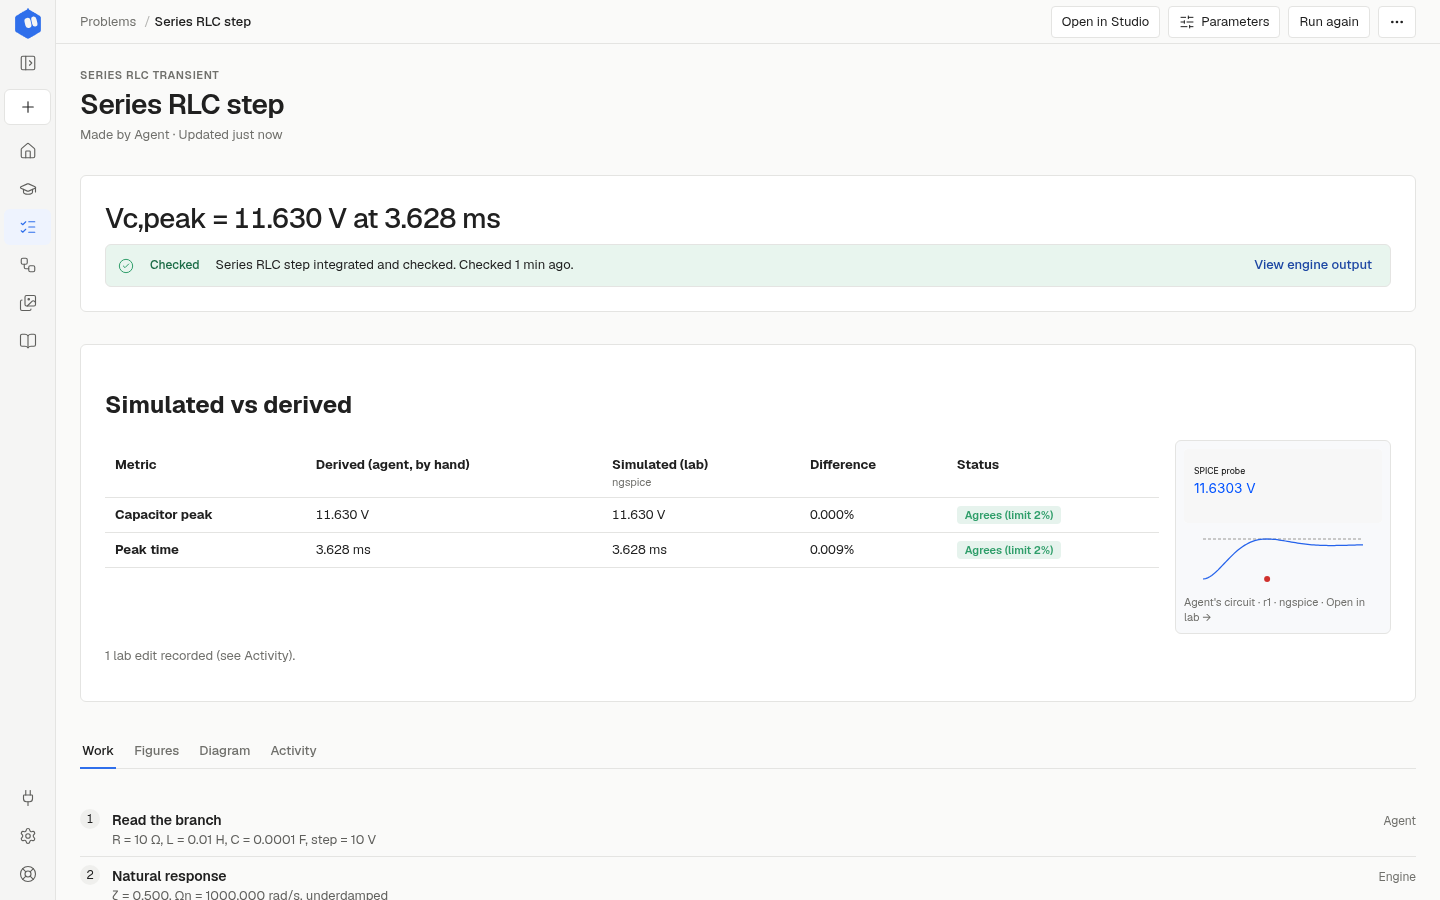 Problems / Series RLC step
Open in Studio
Parameters
Run again
SERIES RLC TRANSIENT
Series RLC step
Made by Agent · Updated just now
Vc,peak = 11.630 V at 3.628 ms
Checked Series RLC step integrated and checked. Checked 1 min ago. View engine output
Simulated vs derived
Metric Derived (agent, by hand) Simulated (lab) Difference Status
ngspice
Capacitor peak 11.630 V 11.630 V 0.000% Agrees (limit 2%)
Peak time 3.628 ms 3.628 ms 0.009% Agrees (limit 2%)
SPICE probe
11.6303 V
Agent's circuit · r1 · ngspice · Open in
lab →
1 lab edit recorded (see Activity).
Work Figures Diagram Activity
1 Read the branch Agent
R = 10 Ω, L = 0.01 H, C = 0.0001 F, step = 10 V
2 Natural response Engine
ζ = 0.500, Ωn = 1000.000 rad/s, underdamped